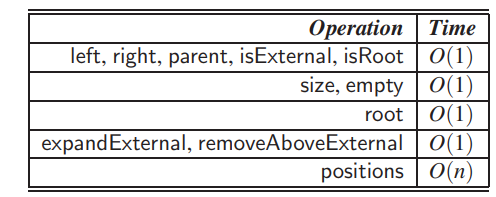 Operation Time
left, right, parent, isExternal, isRoot O(1)
size, empty O(1)
root O(1)
expandExternal, removeAboveExternal O(1)
positions O(n)